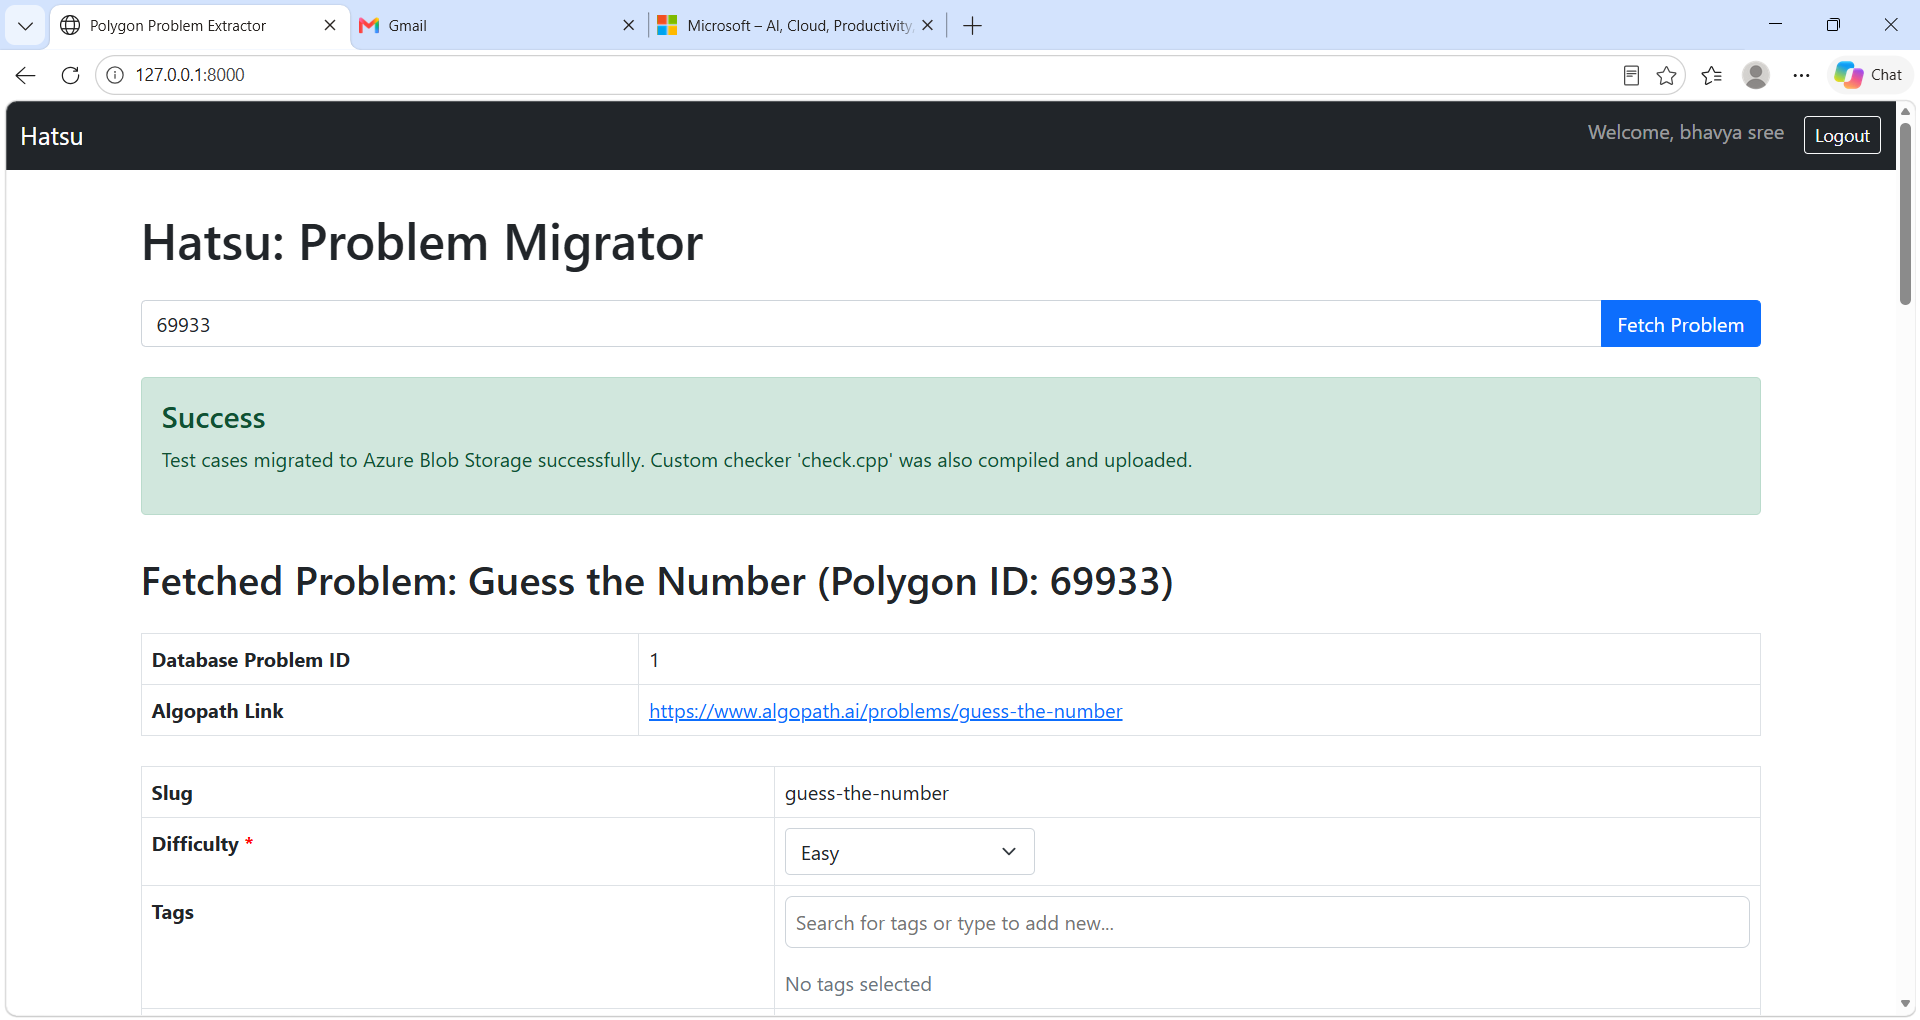 Polygon Problem Extractor
Gmail
Microsoft – AI, Cloud, Productivity,
127.0.0.1:8000
Chat
Hatsu
Welcome, bhavya sree
Logout
Hatsu: Problem Migrator
69933
Fetch Problem
Success
Test cases migrated to Azure Blob Storage successfully. Custom checker 'check.cpp' was also compiled and uploaded.
Fetched Problem: Guess the Number (Polygon ID: 69933)
Database Problem ID
1
Algopath Link
https://www.algopath.ai/problems/guess-the-number
Slug
guess-the-number
Difficulty *
Easy
Tags
Search for tags or type to add new...
No tags selected